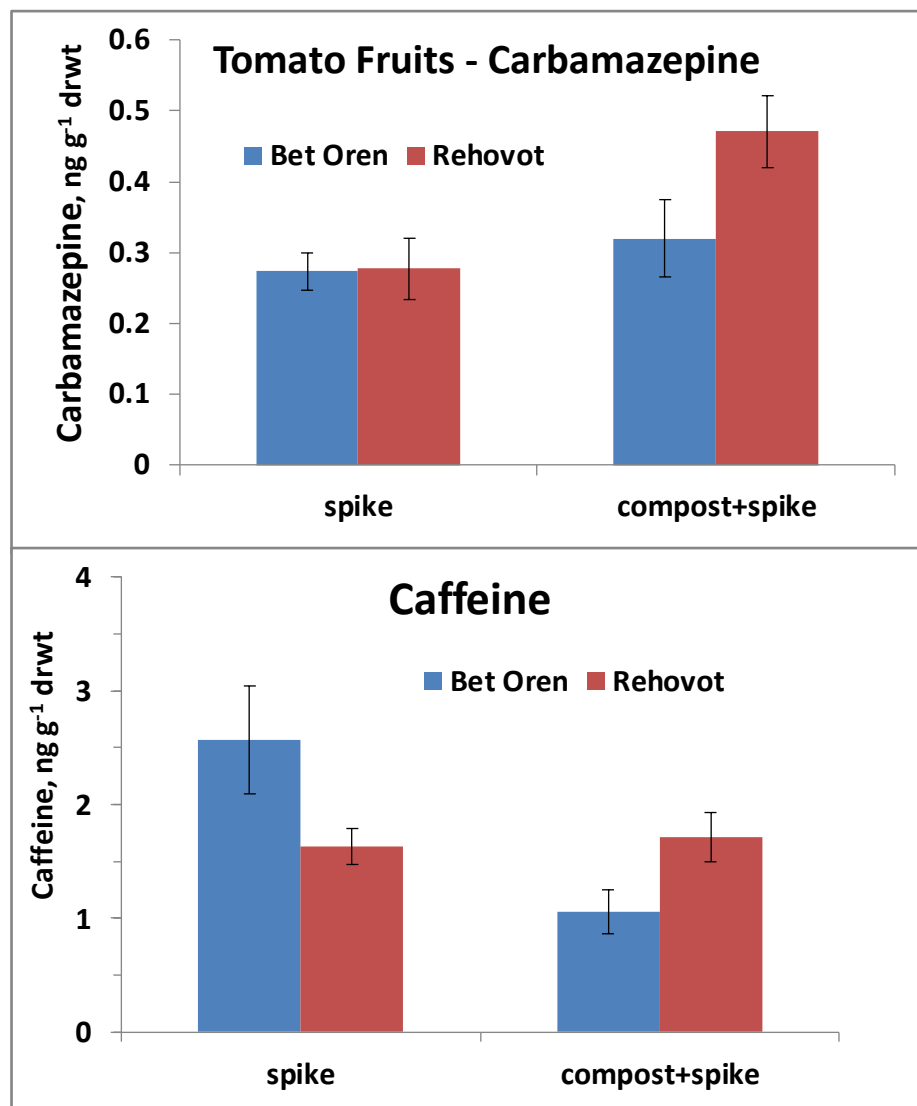 Tomato Fruits - Carbamazepine
Carbamazepine, ng g⁻¹ drwt
0.6
0.5
0.4
0.3
0.2
0.1
0
Bet Oren Rehovot
spike compost+spike
Caffeine
Caffeine, ng g⁻¹ drwt
4
3
2
1
0
Bet Oren Rehovot
spike compost+spike